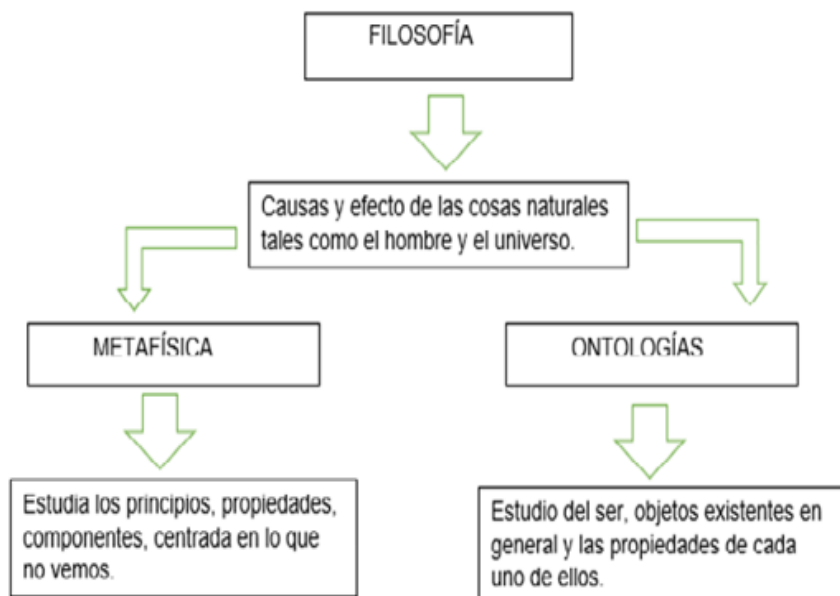 FILOSOFÍA
Causas y efecto de las cosas naturales
tales como el hombre y el universo.
METAFÍSICA
ONTOLOGÍAS
Estudia los principios, propiedades,
componentes, centrada en lo que
no vemos.
Estudio del ser, objetos existentes en
general y las propiedades de cada
uno de ellos.